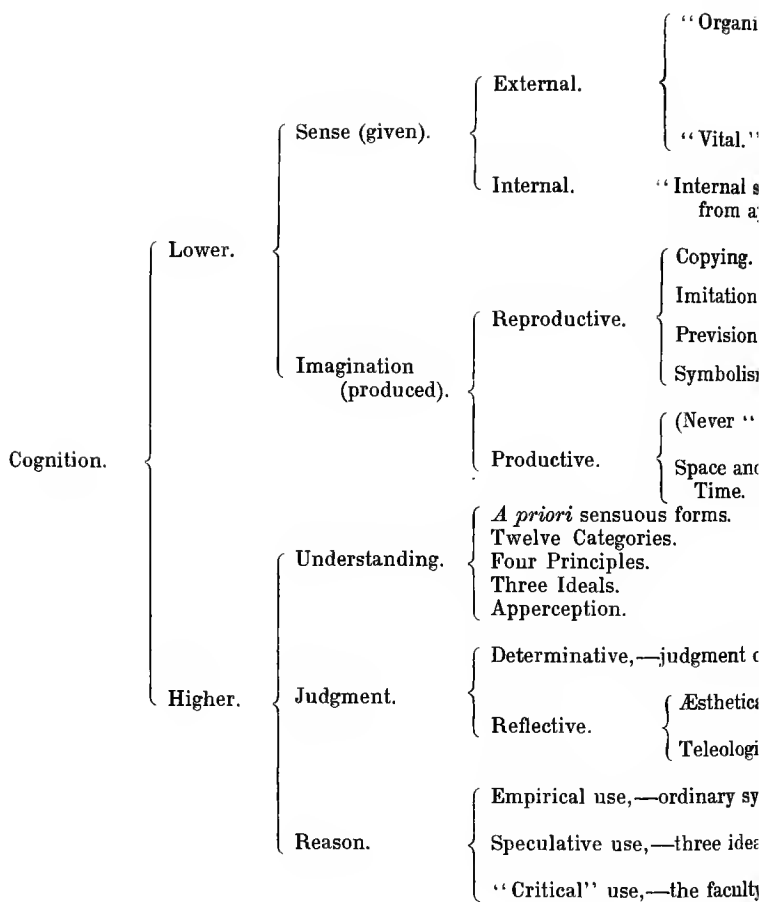 "Organi
External.
Sense (given).
"Vital."
Internal.
"Internal s
from a
Lower.
Copying.
Imitation
Reproductive.
Prevision
Imagination
(produced).
Symbolism
(Never "
Cognition.
Productive.
Space and
Time.
A priori sensuous forms.
Twelve Categories.
Understanding.
Four Principles.
Three Ideals.
Apperception.
Determinative,—judgment
Higher.
Judgment.
Æsthetica
Reflective.
Teleologi
Empirical use,—ordinary sy
Reason.
Speculative use,—three idea
"Critical" use,—the faculty